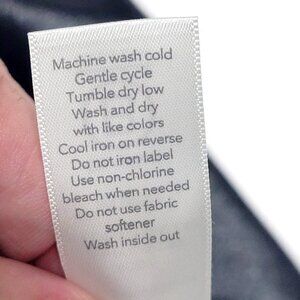 Machine wash cold
Gentle cycle
Tumble dry low
Wash and dry
with like colors
Cool iron on reverse
Do not iron label
Use non-chlorine
bleach when needed
Do not use fabric
softener
Wash inside out